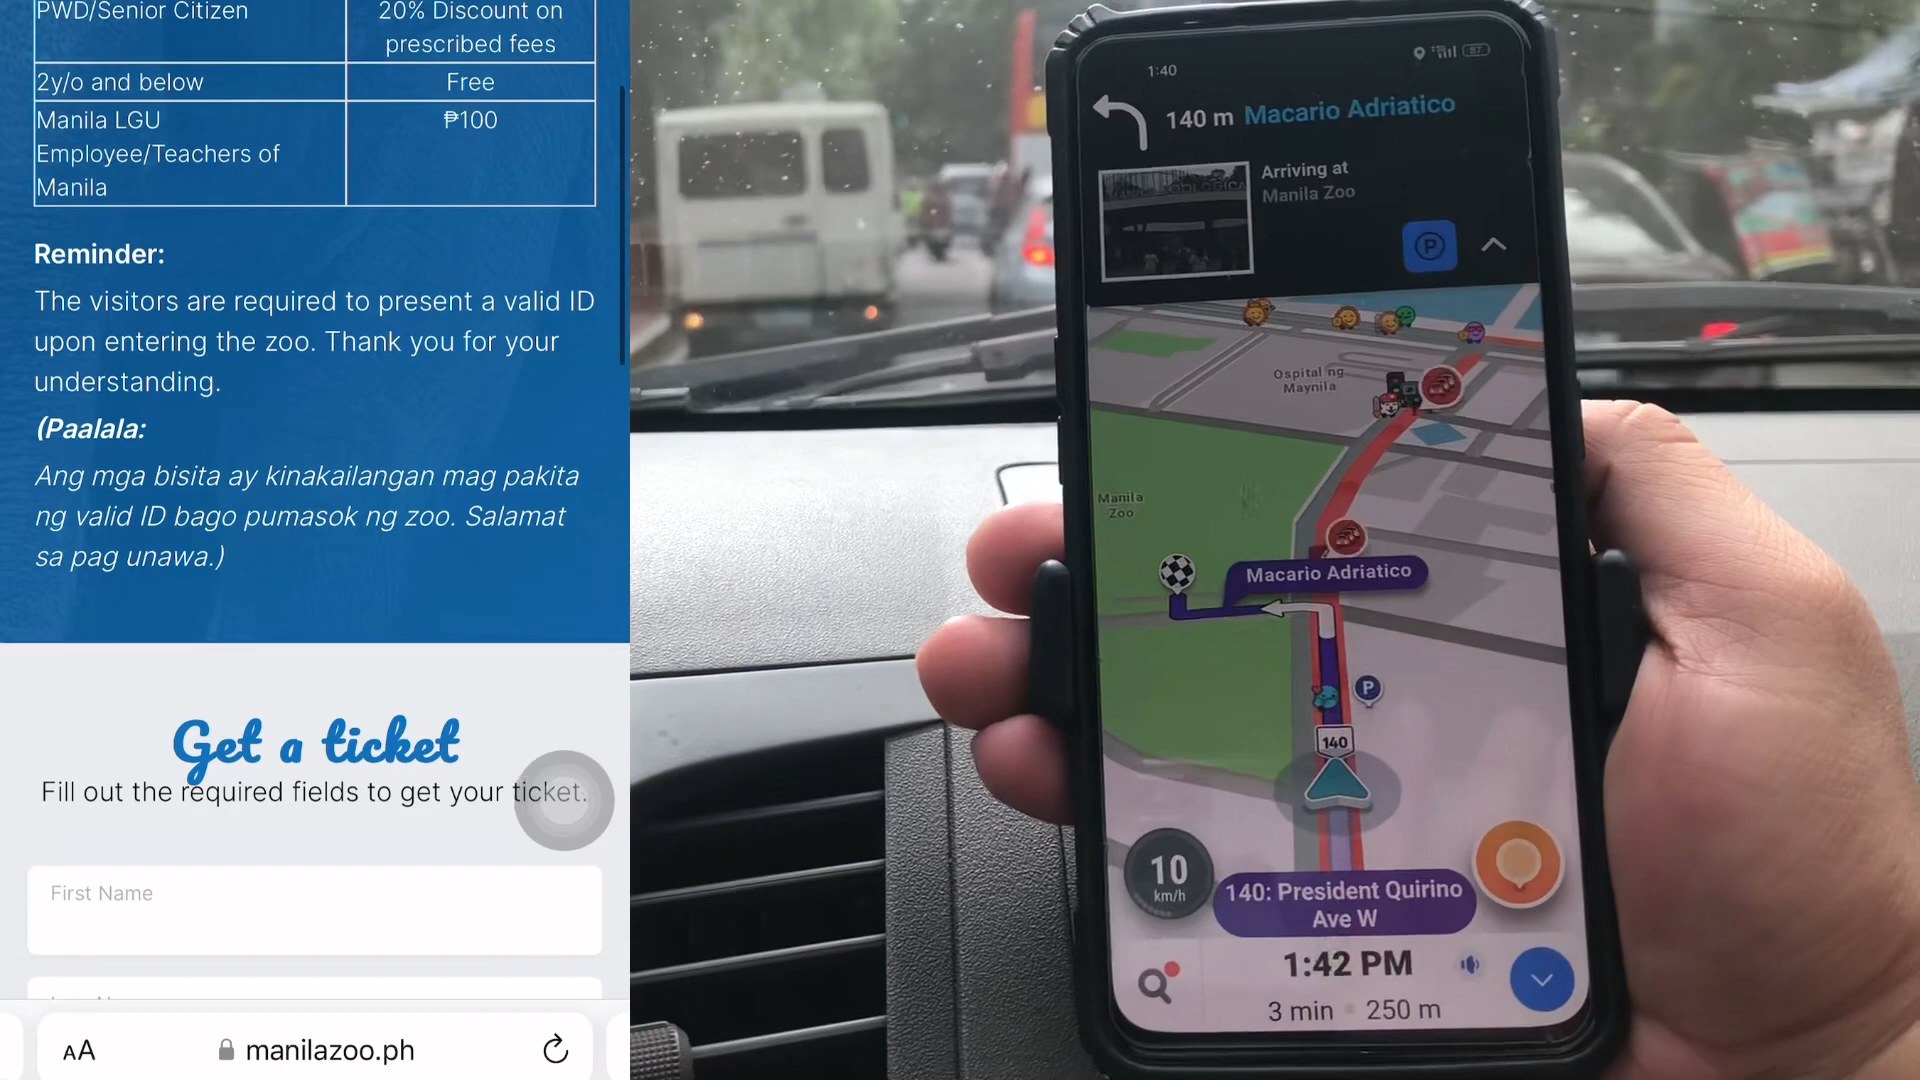 PWD/Senior Citizen
20% Discount on
prescribed fees
2y/o and below
Free
Manila LGU
Employee/Teachers of
Manila
₱100
Reminder:
The visitors are required to present a valid ID
upon entering the zoo. Thank you for your
understanding.
(Paalala:
Ang mga bisita ay kinakailangan mag pakita
ng valid ID bago pumasok ng zoo. Salamat
sa pag unawa.)
Get a ticket
Fill out the required fields to get your ticket.
First Name
AA
manilazoo.ph
1:40
57
140 m Macario Adriatico
Arriving at
Manila Zoo
P
Ospital ng
Maynila
Manila
Zoo
Macario Adriatico
P
140
10
km/h
140: President Quirino
Ave W
1:42 PM
3 min 250 m